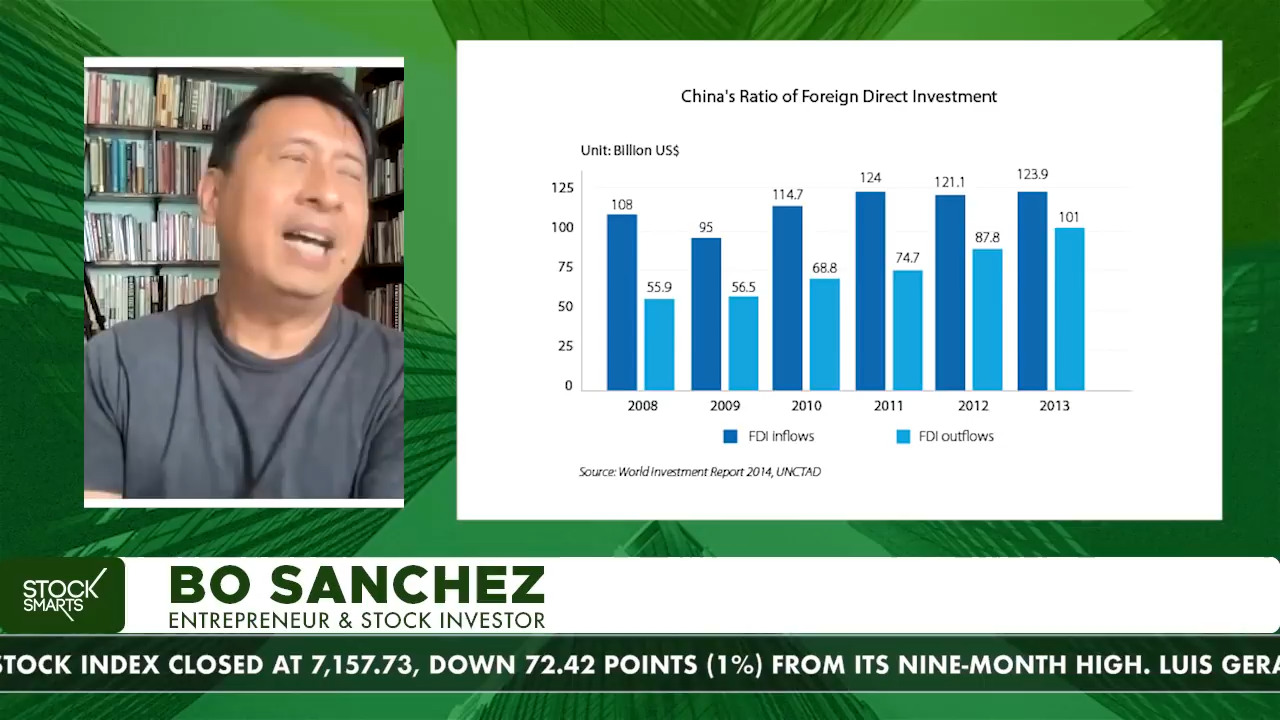 China's Ratio of Foreign Direct Investment
Unit: Billion US$
125
100
75
50
25
0
108
55.9
95
56.5
114.7
68.8
124
74.7
121.1
87.8
123.9
101
2008
2009
2010
2011
2012
2013
FDI inflows
FDI outflows
Source: World Investment Report 2014, UNCTAD
STOCK
SMARTS
BO SANCHEZ
ENTREPRENEUR & STOCK INVESTOR
STOCK INDEX CLOSED AT 7,157.73, DOWN 72.42 POINTS (1%) FROM ITS NINE-MONTH HIGH. LUIS GERA